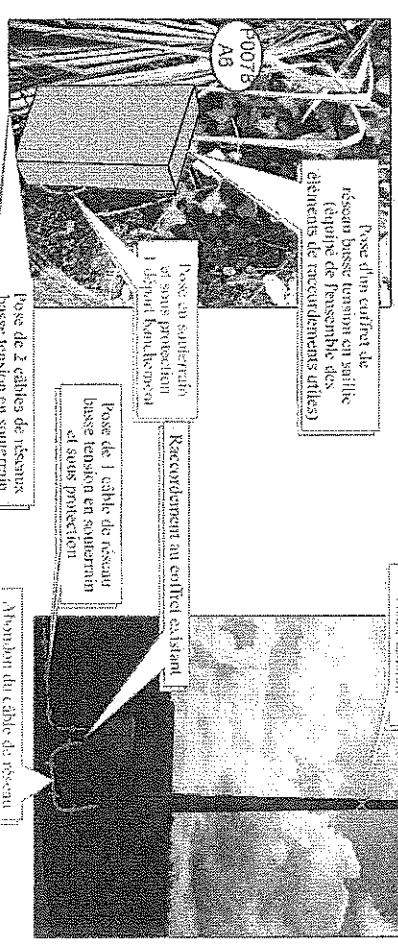 P0078
A6
Pose d'un coffret de
réseau basse tension en saillie
(équipé de l'ensemble des
éléments de raccordements utiles)
Pose en souterrain
et sous protection
départ branchement
Pose de 2 câbles de réseaux
basse tension en souterrain
Raccordement au coffret existant
Pose de 1 câble de réseau
basse tension en souterrain
et sous protection
Abandon du câble de réseau